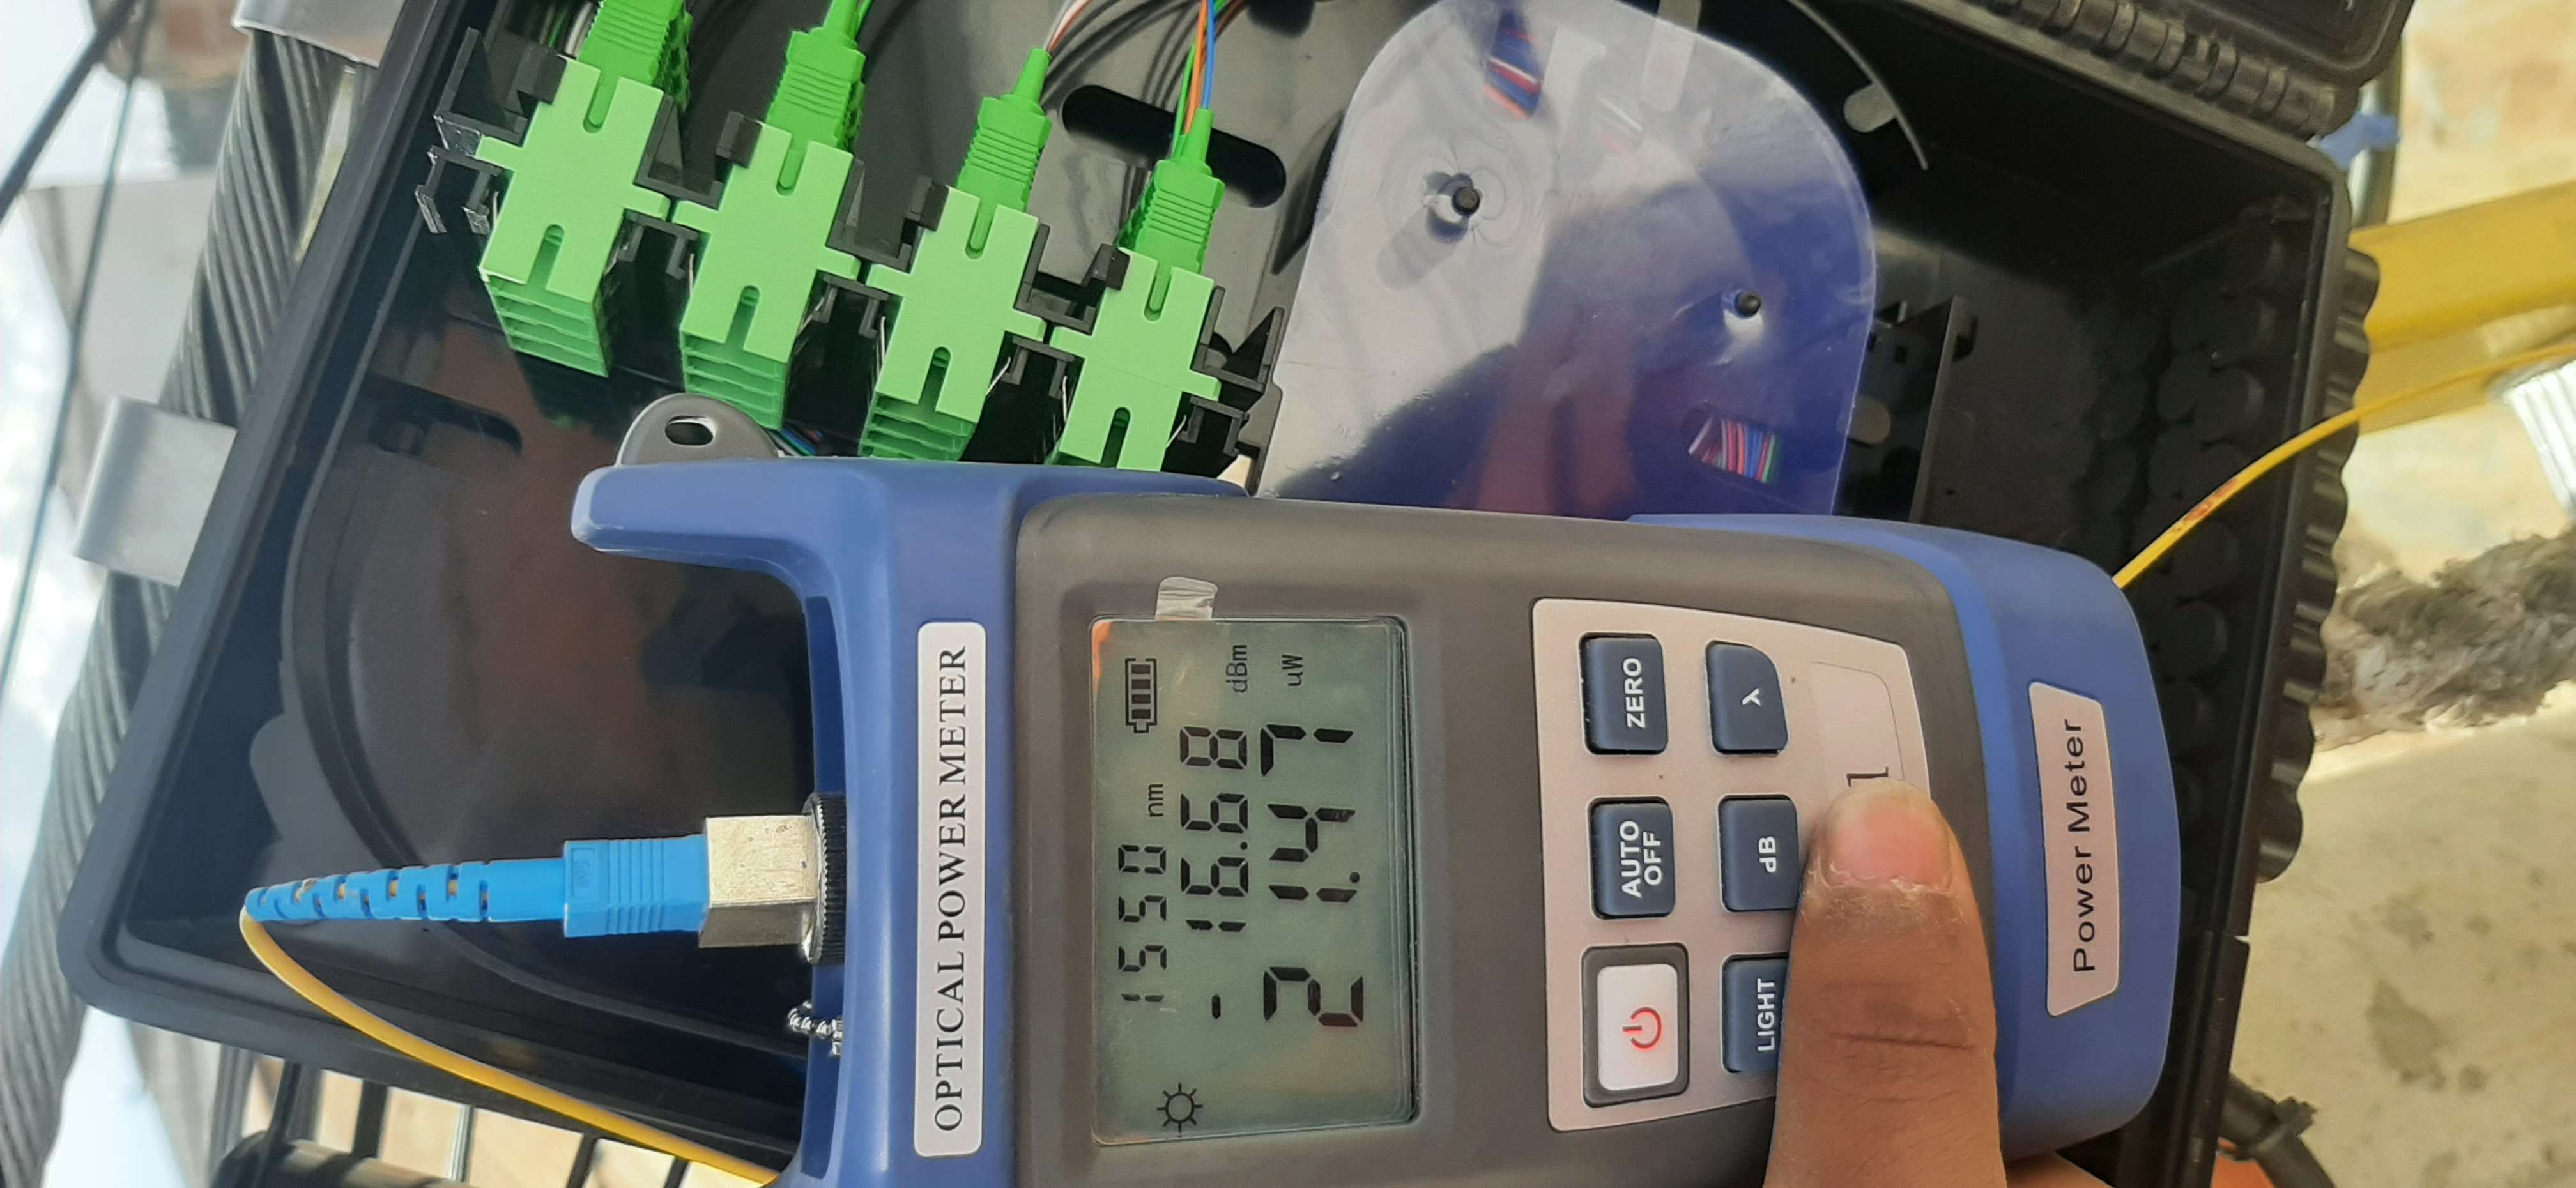 OPTICAL POWER METER
1550 nm
-16.68 dBm
21.47 uW
AUTO
OFF
ZERO
LIGHT
dB
λ
Power Meter